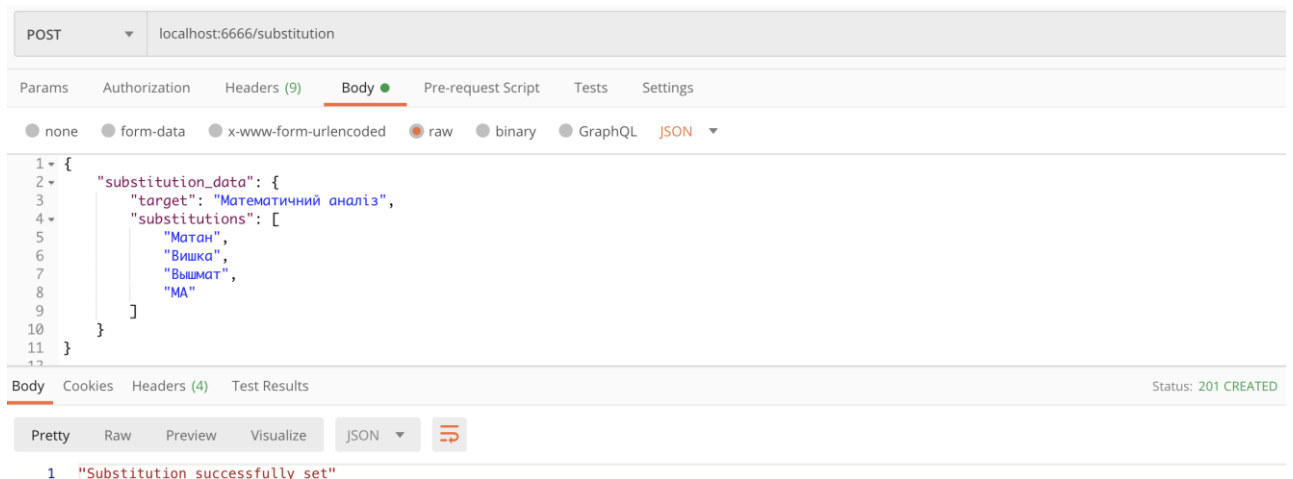 POST localhost:6666/substitution
Params Authorization Headers (9) Body Pre-request Script Tests Settings
none form-data x-www-form-urlencoded raw binary GraphQL JSON
1 {
2 "substitution_data": {
3 "target": "Математичний аналіз",
4 "substitutions": [
5 "Матан",
6 "Вишка",
7 "Вышмат",
8 "МА"
9 ]
10 }
11 }
12
Body Cookies Headers (4) Test Results Status: 201 CREATED
Pretty Raw Preview Visualize JSON
1 "Substitution successfully set"